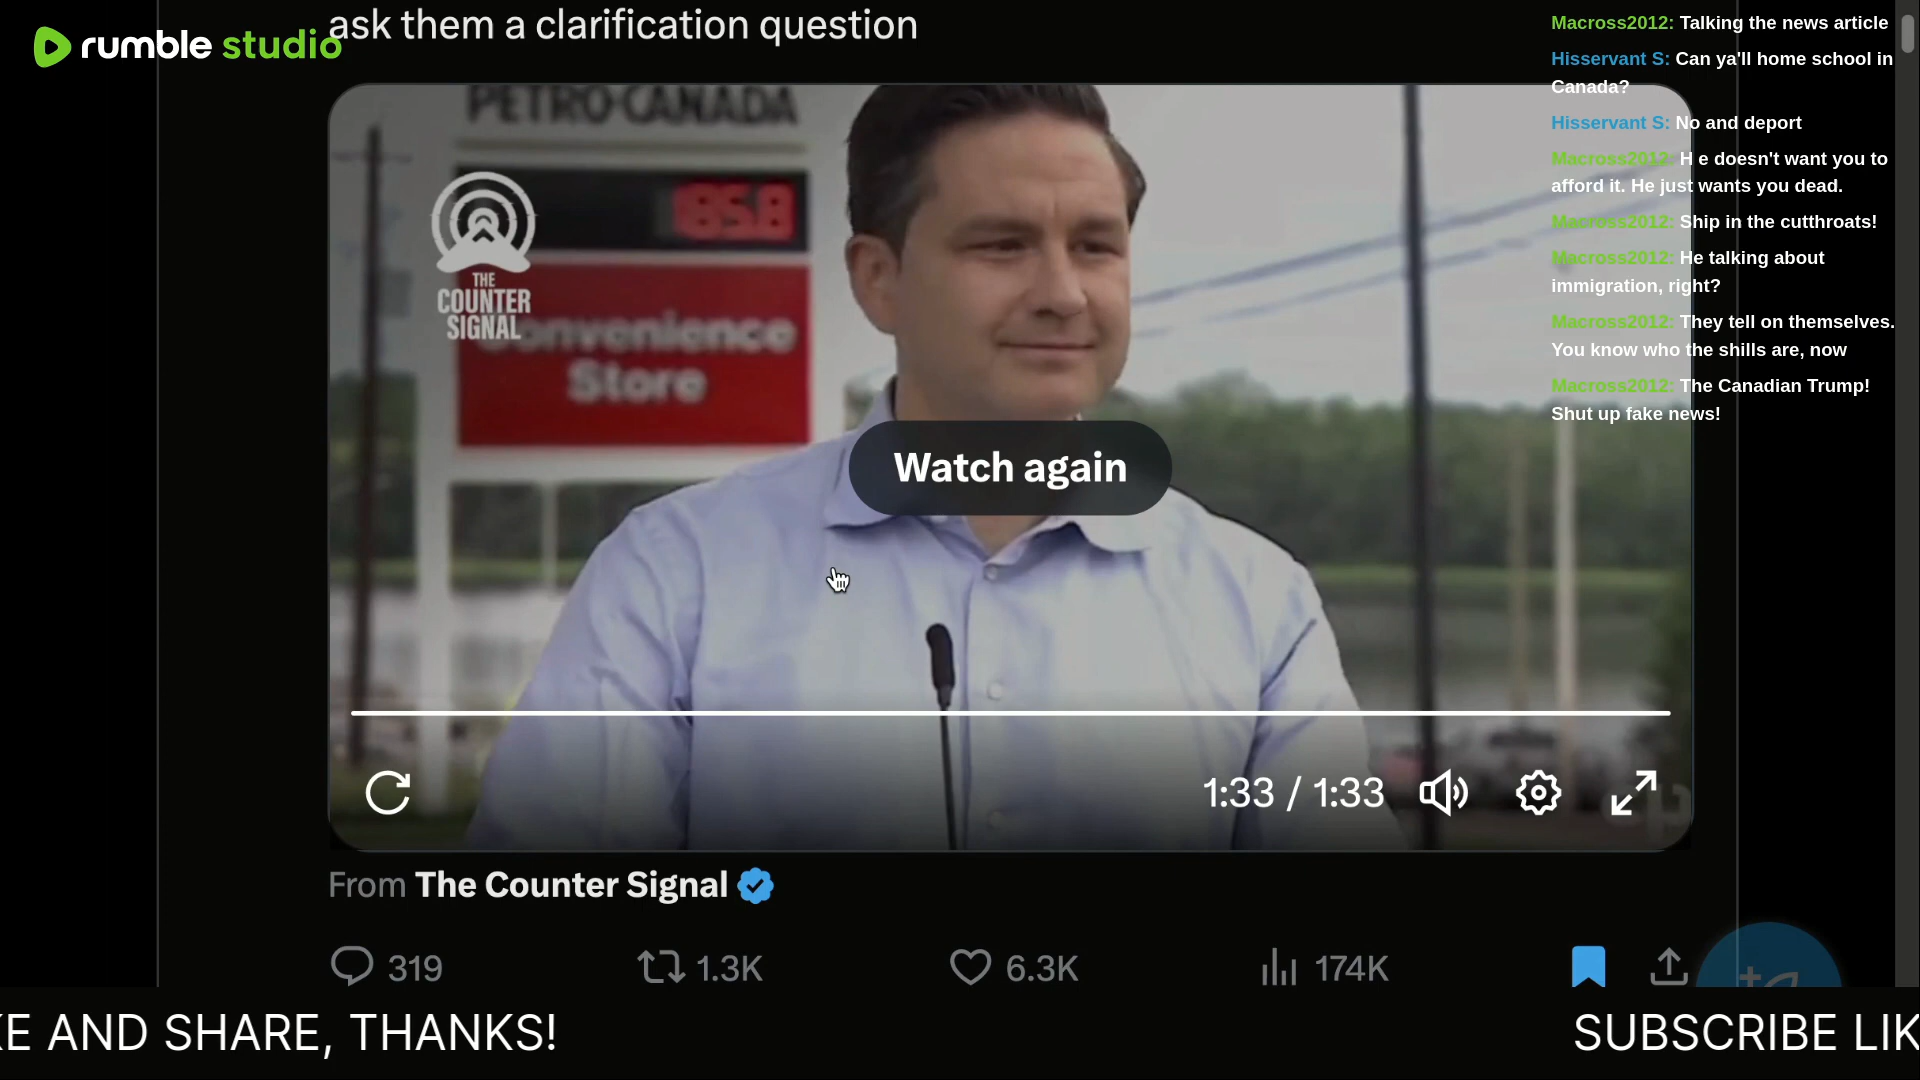 rumble studio
ask them a clarification question
PETRO-CANADA
185.8
THE
COUNTER
SIGNAL
Convenience
Store
Watch again
1:33 / 1:33
From The Counter Signal
319
1.3K
6.3K
174K
KE AND SHARE, THANKS!
SUBSCRIBE LIK
Macross2012: Talking the news article
Hisservant S: Can ya'll home school in
Canada?
Hisservant S: No and deport
Macross2012: H e doesn't want you to
afford it. He just wants you dead.
Macross2012: Ship in the cutthroats!
Macross2012: He talking about
immigration, right?
Macross2012: They tell on themselves.
You know who the shills are, now
Macross2012: The Canadian Trump!
Shut up fake news!